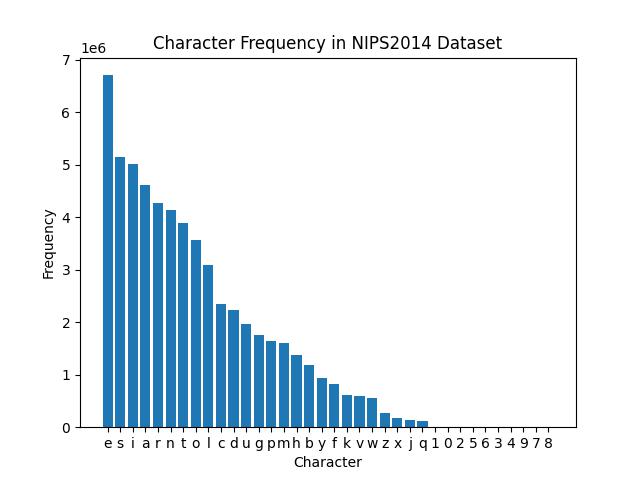 Character Frequency in NIPS2014 Dataset
1e6
7
6
5
4
3
2
1
0
Frequency
e s i a r n t o l c d u g p m h b y f k v w z x j q 1 0 2 5 6 3 4 9 7 8
Character